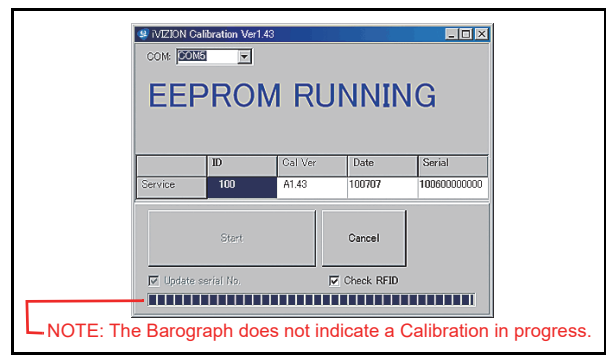 iVIZION Calibration Ver1.43
COM: COM5
EEPROM RUNNING
ID Cal Ver Date Serial
Service 100 A1.43 100707 100600000000
Start Cancel
Update serial No. Check RFID
NOTE: The Barograph does not indicate a Calibration in progress.